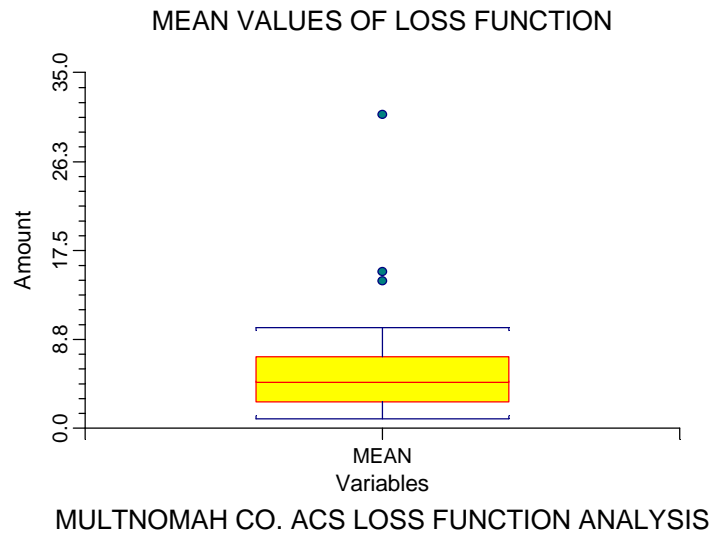 MEAN VALUES OF LOSS FUNCTION
35.0
26.3
17.5
8.8
0.0
Amount
MEAN
Variables
MULTNOMAH CO. ACS LOSS FUNCTION ANALYSIS